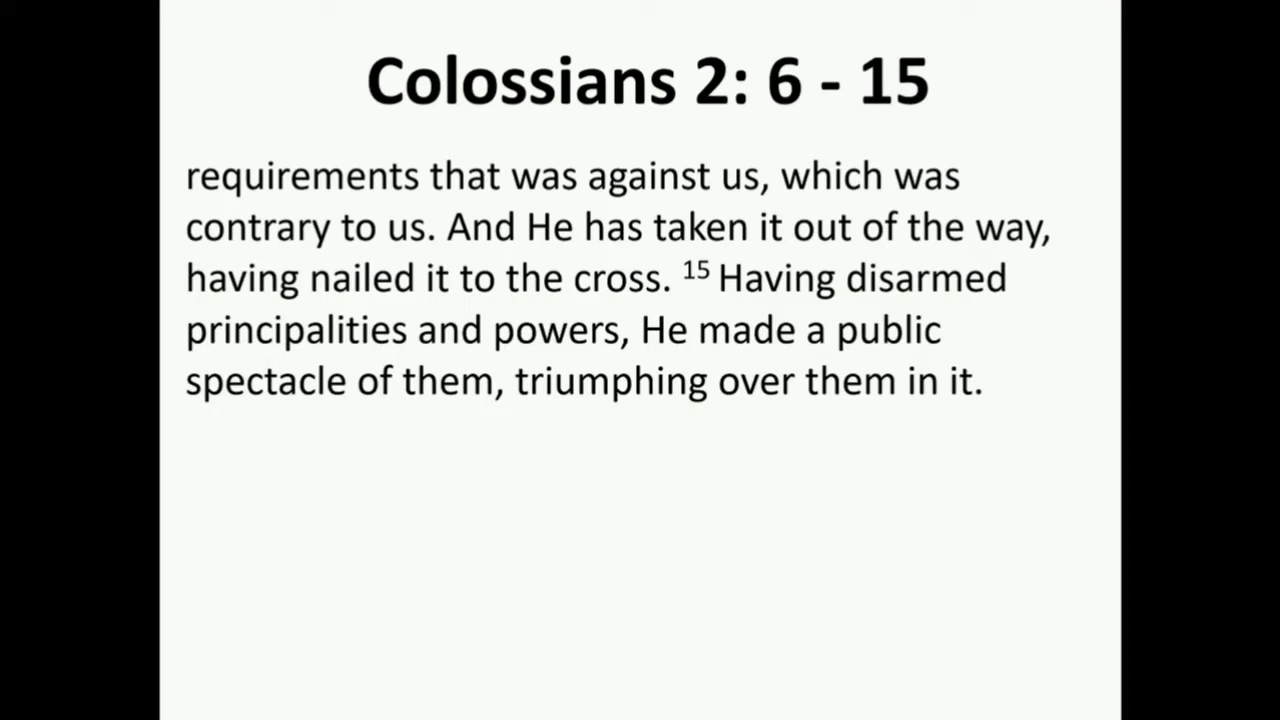 Colossians 2: 6 - 15
requirements that was against us, which was
contrary to us. And He has taken it out of the way,
having nailed it to the cross. 15 Having disarmed
principalities and powers, He made a public
spectacle of them, triumphing over them in it.